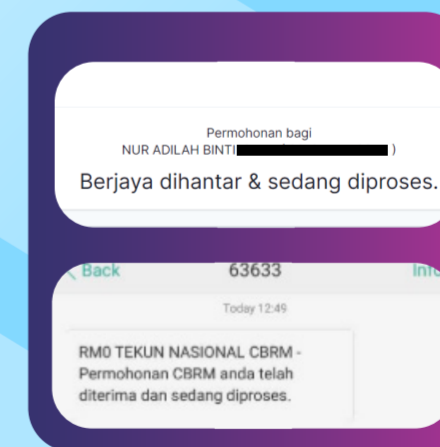 Permohonan bagi
NUR ADILAH BINTI )
Berjaya dihantar & sedang diproses.
Back 63633
Today 12:49
RM0 TEKUN NASIONAL CBRM -
Permohonan CBRM anda telah
diterima dan sedang diproses.